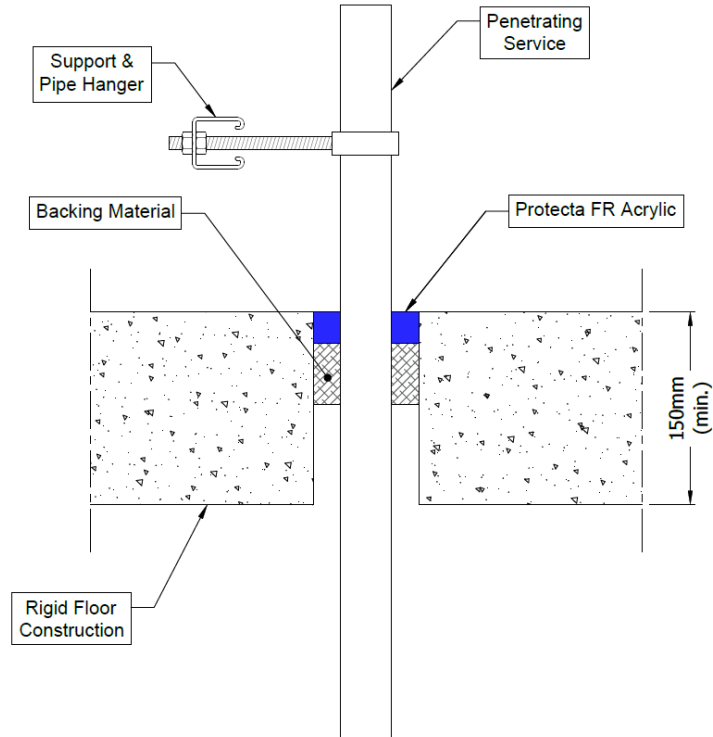 Penetrating
Service
Support &
Pipe Hanger
Backing Material
Protecta FR Acrylic
150mm
(min.)
Rigid Floor
Construction